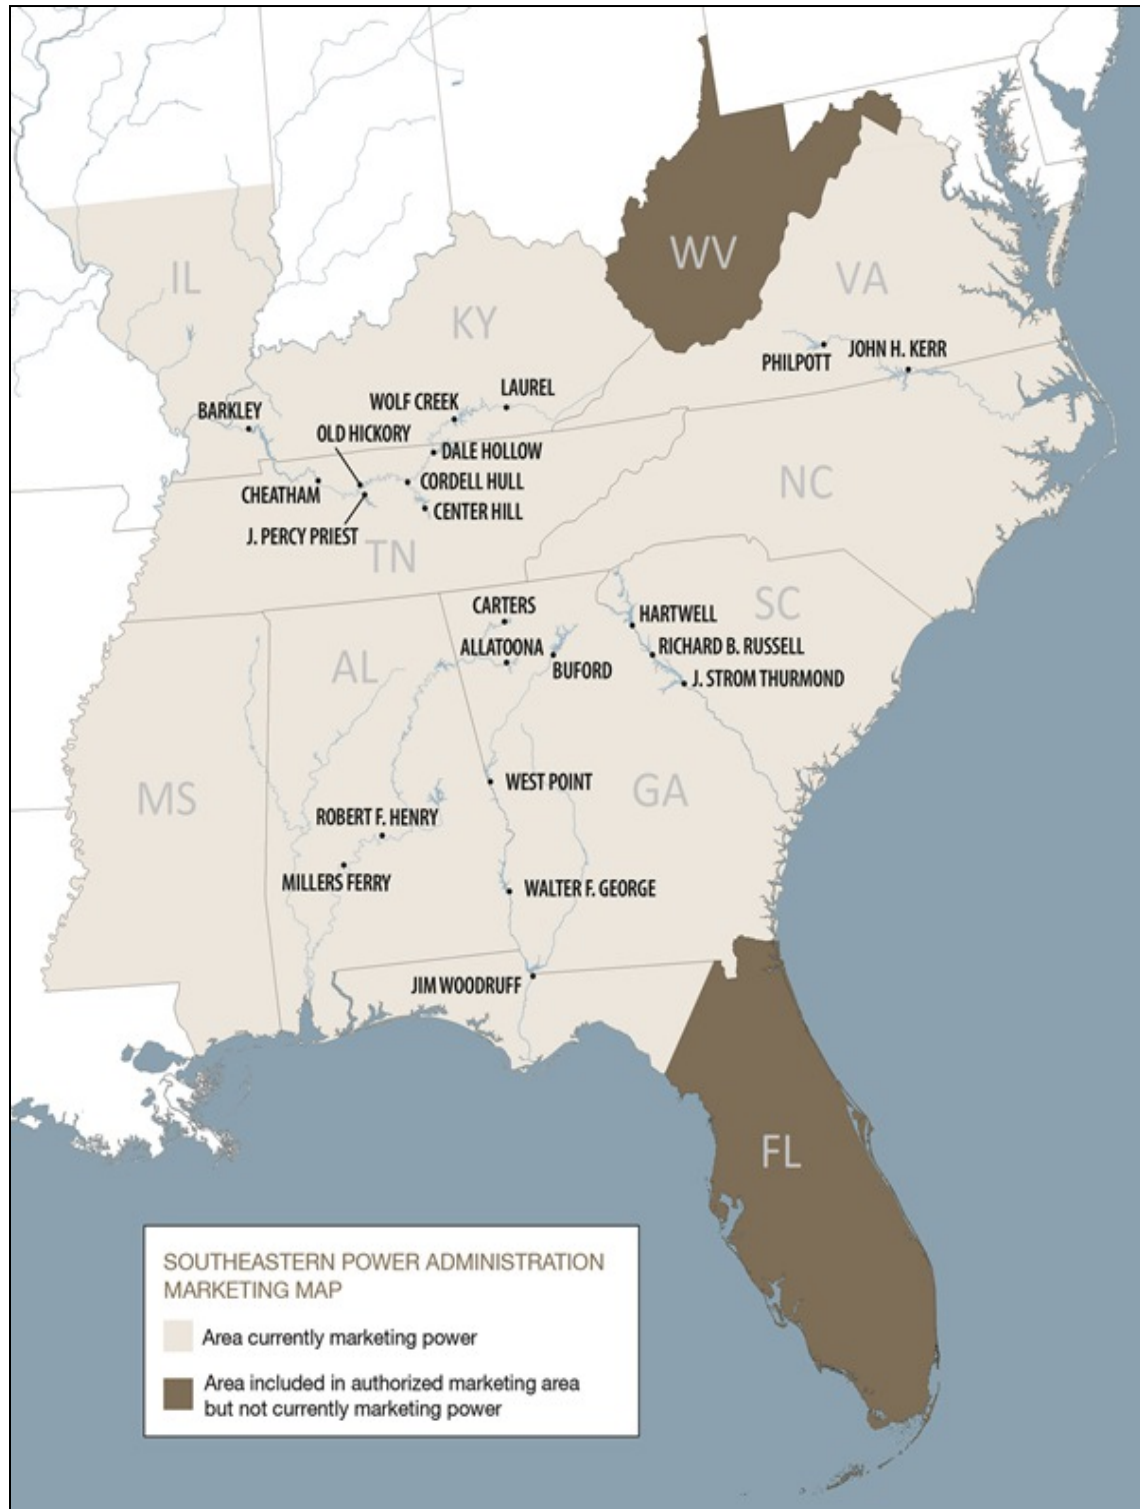 WV
IL
VA
KY
PHILPOTT
JOHN H. KERR
LAUREL
WOLF CREEK
BARKLEY
OLD HICKORY
DALE HOLLOW
CORDELL HULL
CHEATHAM
CENTER HILL
NC
J. PERCY PRIEST
TN
CARTERS
SC
HARTWELL
ALLATOONA
RICHARD B. RUSSELL
BUFORD
AL
J. STROM THURMOND
WEST POINT
MS
GA
ROBERT F. HENRY
MILLERS FERRY
WALTER F. GEORGE
JIM WOODRUFF
FL
SOUTHEASTERN POWER ADMINISTRATION
MARKETING MAP
Area currently marketing power
Area included in authorized marketing area
but not currently marketing power